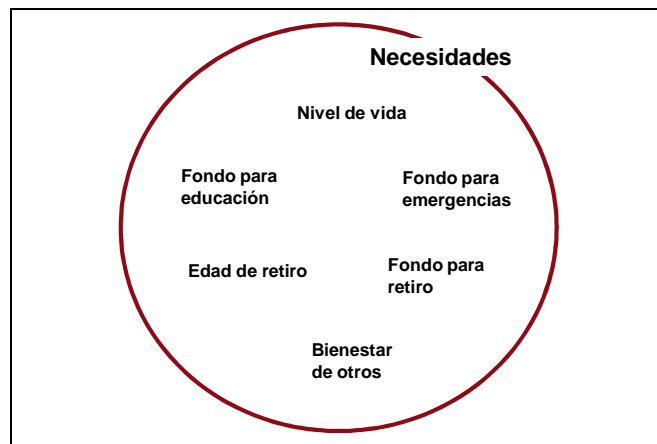 Necesidades
Nivel de vida
Fondo para
educación
Fondo para
emergencias
Edad de retiro
Fondo para
retiro
Bienestar
de otros